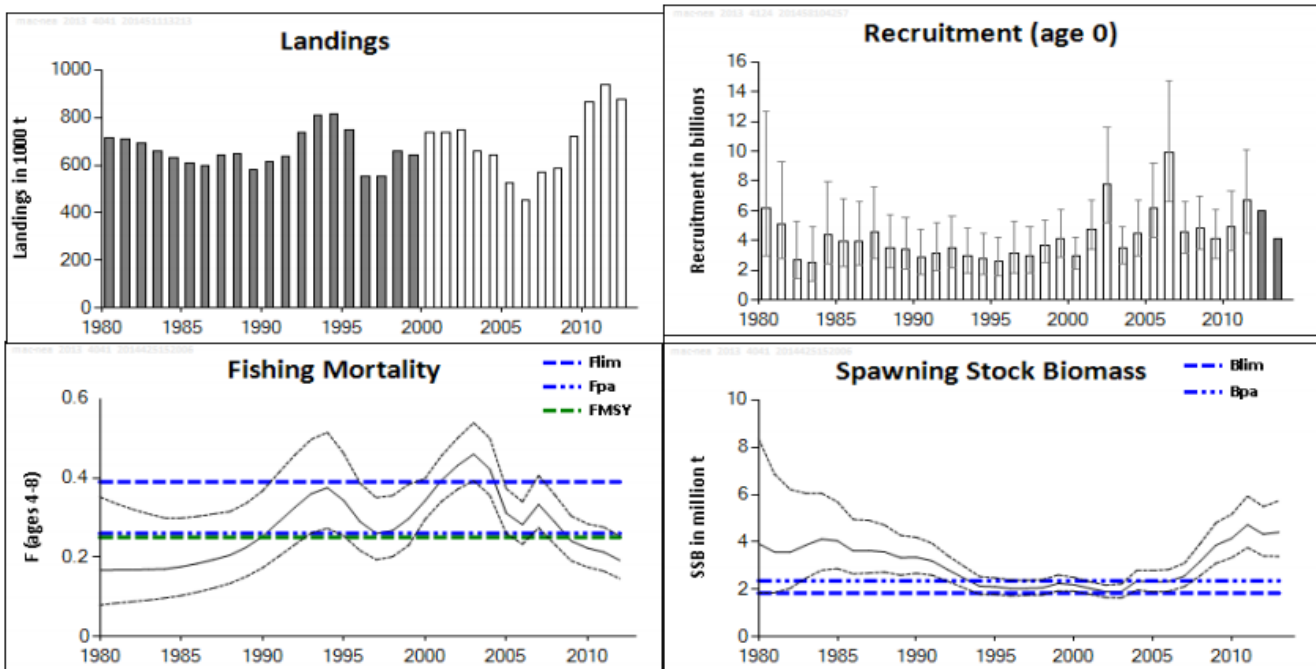 Landings
Landings in 1000 t
1000
800
600
400
200
0
1980 1985 1990 1995 2000 2005 2010
Recruitment (age 0)
Recruitment in billions
16
14
12
10
8
6
4
2
0
1980 1985 1990 1995 2000 2005 2010
Fishing Mortality
Flim
Fpa
FMSY
F (ages 4-8)
0.6
0.4
0.2
0
1980 1985 1990 1995 2000 2005 2010
Spawning Stock Biomass
Blim
Bpa
SSB in million t
10
8
6
4
2
0
1980 1985 1990 1995 2000 2005 2010